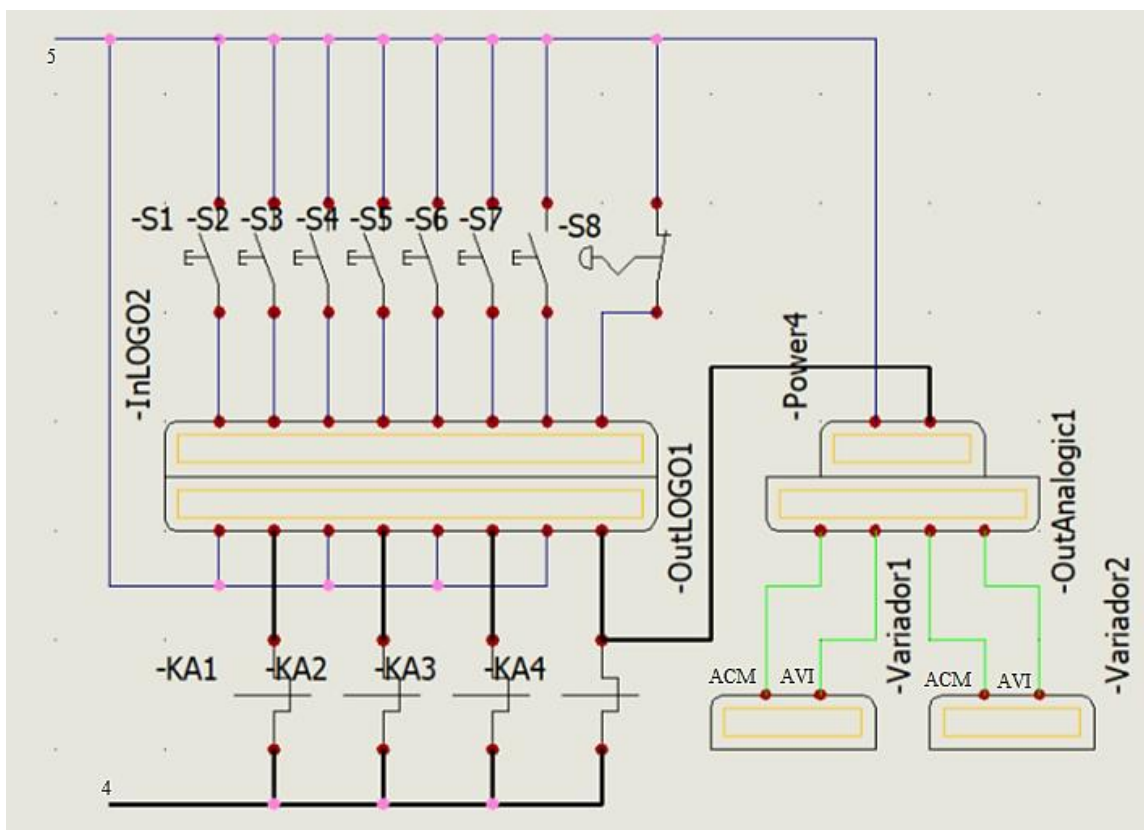 5
-S1
-S2
-S3
-S4
-S5
-S6
-S7
-S8
-InLOGO2
-Power4
-OutLOGO1
-OutAnalogic1
-Variador1
-Variador2
-KA1
-KA2
-KA3
-KA4
ACM
AVI
ACM
AVI
4